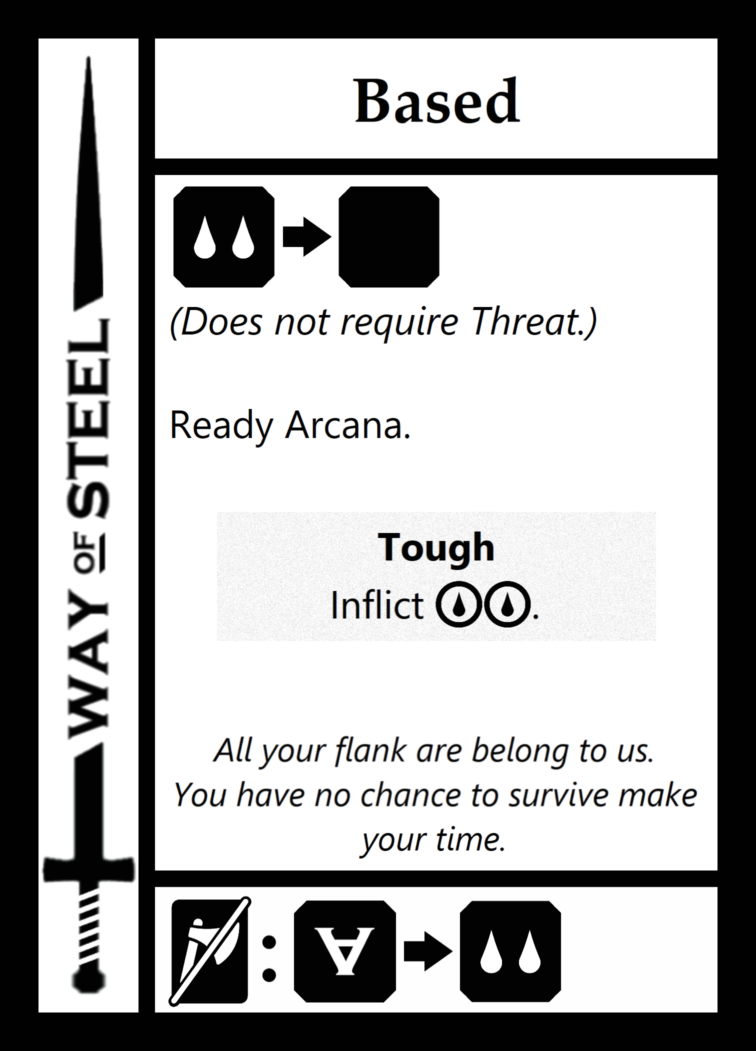 Based
(Does not require Threat.)
Ready Arcana.
Tough
Inflict .
All your flank are belong to us.
You have no chance to survive make
your time.
WAY OF STEEL
:
∀